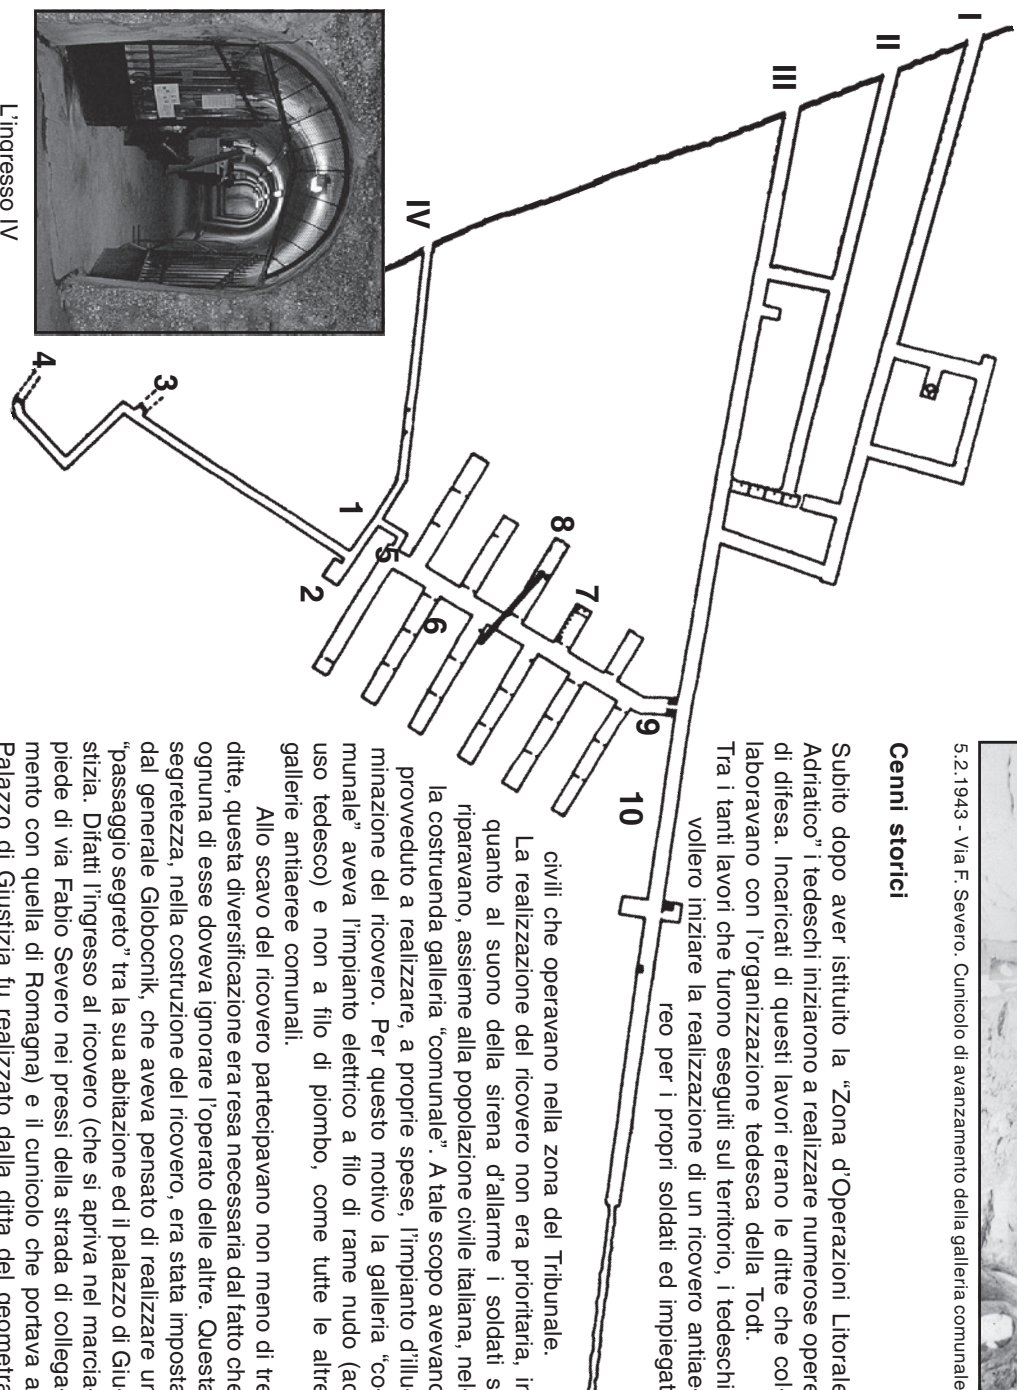 I
II
III
IV
L'ingresso IV
4
3
1
2
5
6
8
7
9
10
5.2.1943 - Via F. Severo. Cunicolo di avanzamento della galleria comunale
Cenni storici
Subito dopo aver istituito la “Zona d’Operazioni Litorale
Adriatico” i tedeschi iniziarono a realizzare numerose opere
di difesa. Incaricati di questi lavori erano le ditte che col-
laboravano con l’organizzazione tedesca della Todt.
Tra i tanti lavori che furono eseguiti sul territorio, i tedeschi
vollero iniziare la realizzazione di un ricovero antiae-
reo per i propri soldati ed impiegat
civili che operavano nella zona del Tribunale.
La realizzazione del ricovero non era prioritaria, in
quanto al suono della sirena d’allarme i soldati s
riparavano, assieme alla popolazione civile italiana, nel-
la costruenda galleria “comunale”. A tale scopo avevano
provveduto a realizzare, a proprie spese, l’impianto d’illu-
minazione del ricovero. Per questo motivo la galleria “co-
munale” aveva l’impianto elettrico a filo di rame nudo (ad
uso tedesco) e non a filo di piombo, come tutte le altre
gallerie antiaeree comunali.
Allo scavo del ricovero partecipavano non meno di tre
ditte, questa diversificazione era resa necessaria dal fatto che
ognuna di esse doveva ignorare l’operato delle altre. Questa
segretezza, nella costruzione del ricovero, era stata imposta
dal generale Globocnik, che aveva pensato di realizzare un
“passaggio segreto” tra la sua abitazione ed il palazzo di Giu-
stizia. Difatti l’ingresso al ricovero (che si apriva nel marcia-
piede di via Fabio Severo nei pressi della strada di collega-
mento con quella di Romagna) e il cunicolo che portava a
Palazzo di Giustizia fu realizzato dalla ditta del geometra